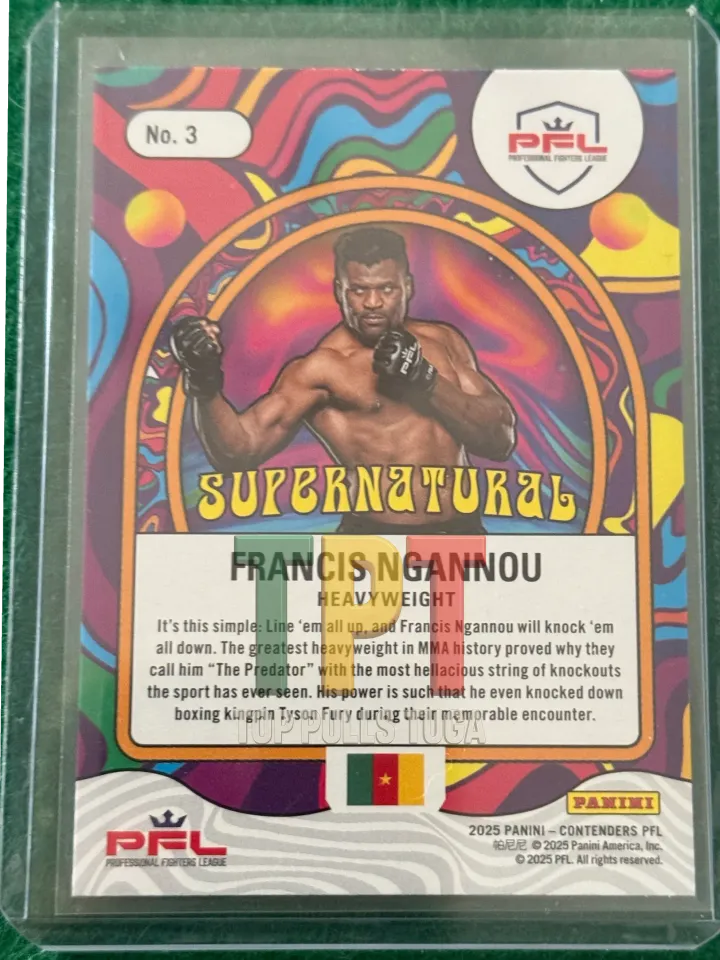 No. 3
PFL
PROFESSIONAL FIGHTERS LEAGUE
PFL
SUPERNATURAL
FRANCIS NGANNOU
HEAVYWEIGHT
It's this simple: Line 'em all up, and Francis Ngannou will knock 'em
all down. The greatest heavyweight in MMA history proved why they
call him "The Predator" with the most hellacious string of knockouts
the sport has ever seen. His power is such that he even knocked down
boxing kingpin Tyson Fury during their memorable encounter.
TPT
TOP PULLS TUGA
PANINI
PFL
PROFESSIONAL FIGHTERS LEAGUE
2025 PANINI – CONTENDERS PFL
帕尼尼 © 2025 Panini America, Inc.
© 2025 PFL. All rights reserved.